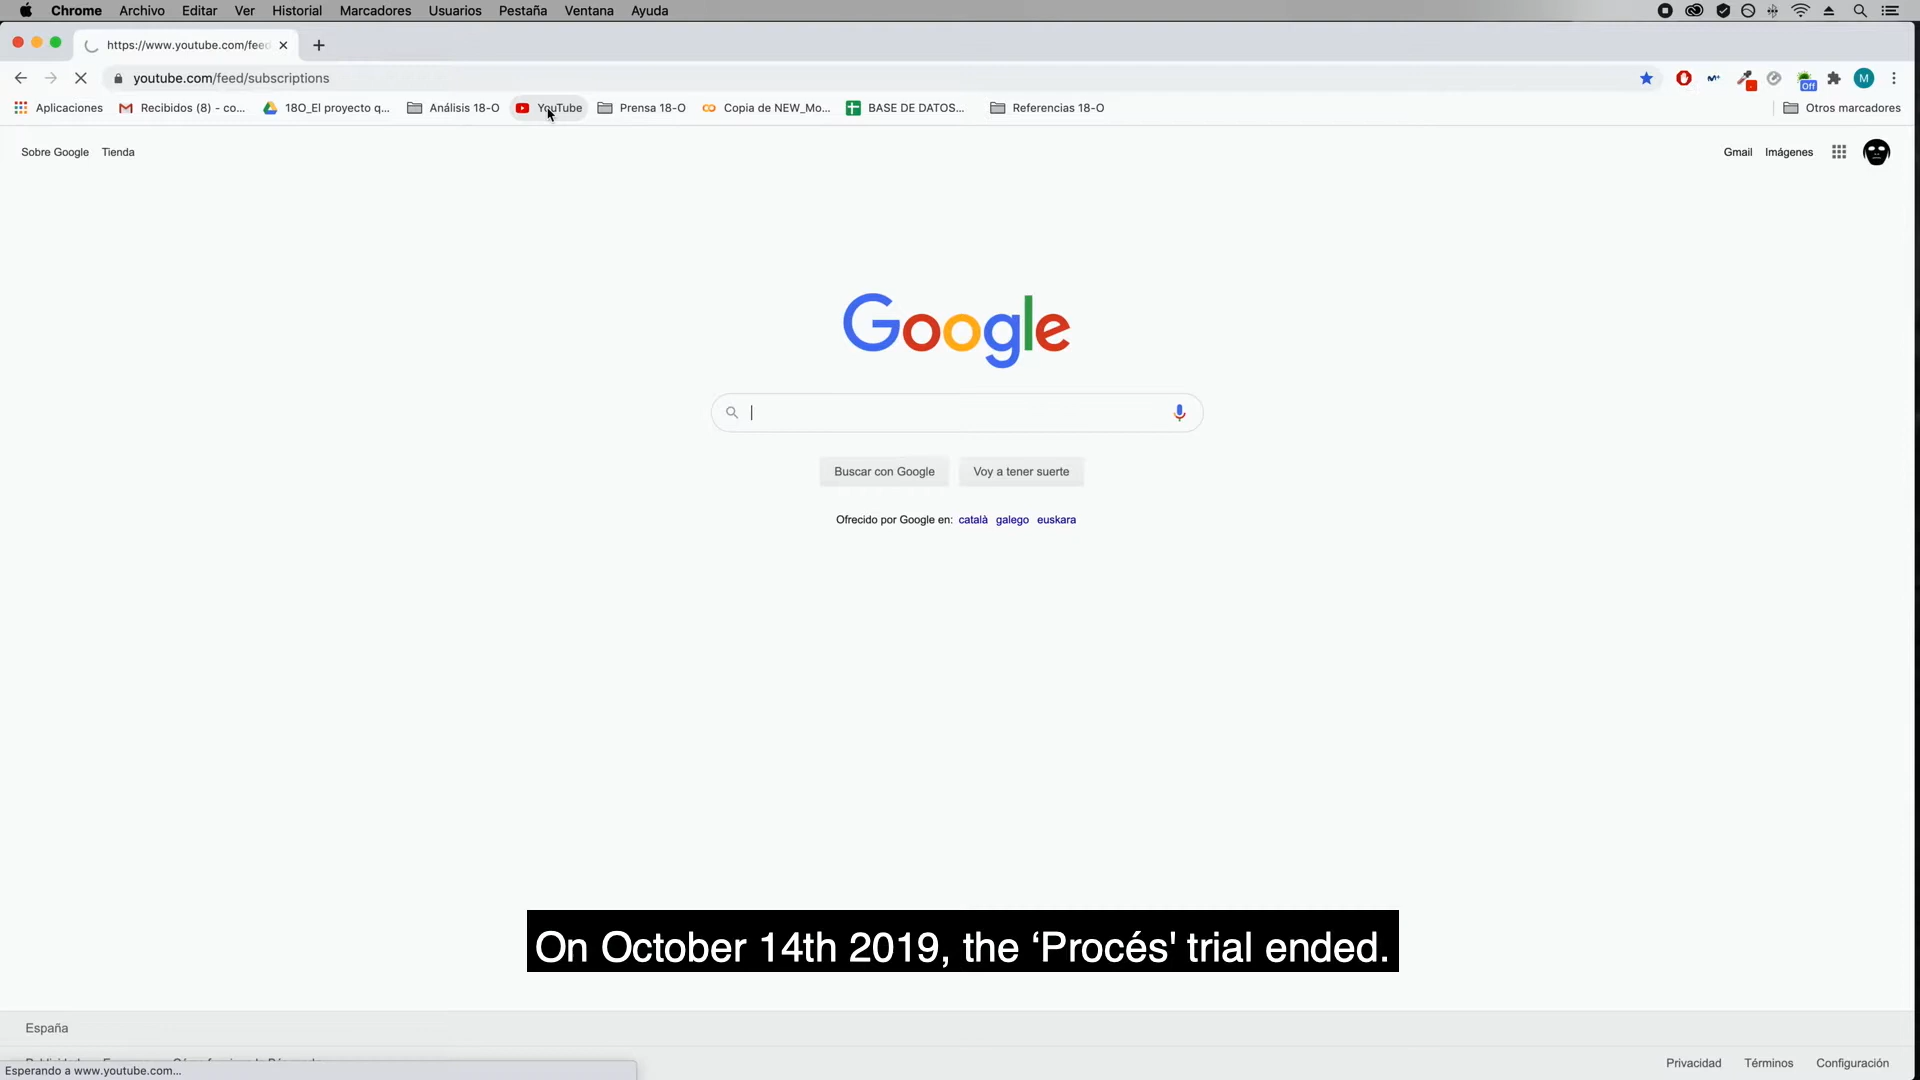 Chrome Archivo Editar Ver Historial Marcadores Usuarios Pestaña Ventana Ayuda
https://www.youtube.com/feed
youtube.com/feed/subscriptions
M
Aplicaciones Recibidos (8) - co... 18O_El proyecto q... Análisis 18-O YouTube Prensa 18-O Copia de NEW_Mo... BASE DE DATOS... Referencias 18-O Otros marcadores
Off
Sobre Google Tienda Gmail Imágenes
Google
Buscar con Google Voy a tener suerte
Ofrecido por Google en: català galego euskara
On October 14th 2019, the ‘Procés' trial ended.
España
Privacidad Términos Configuración
Esperando a www.youtube.com...